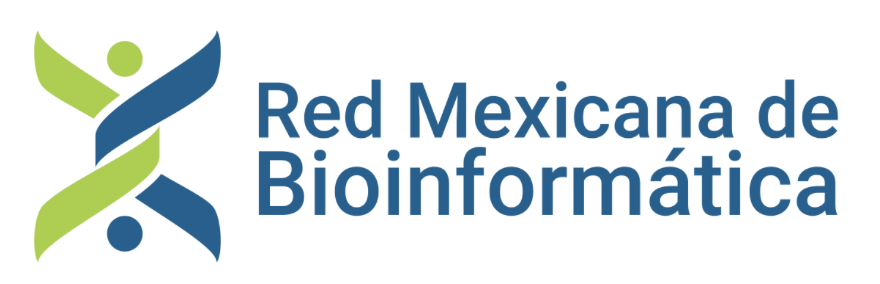 Red Mexicana de
Bioinformática